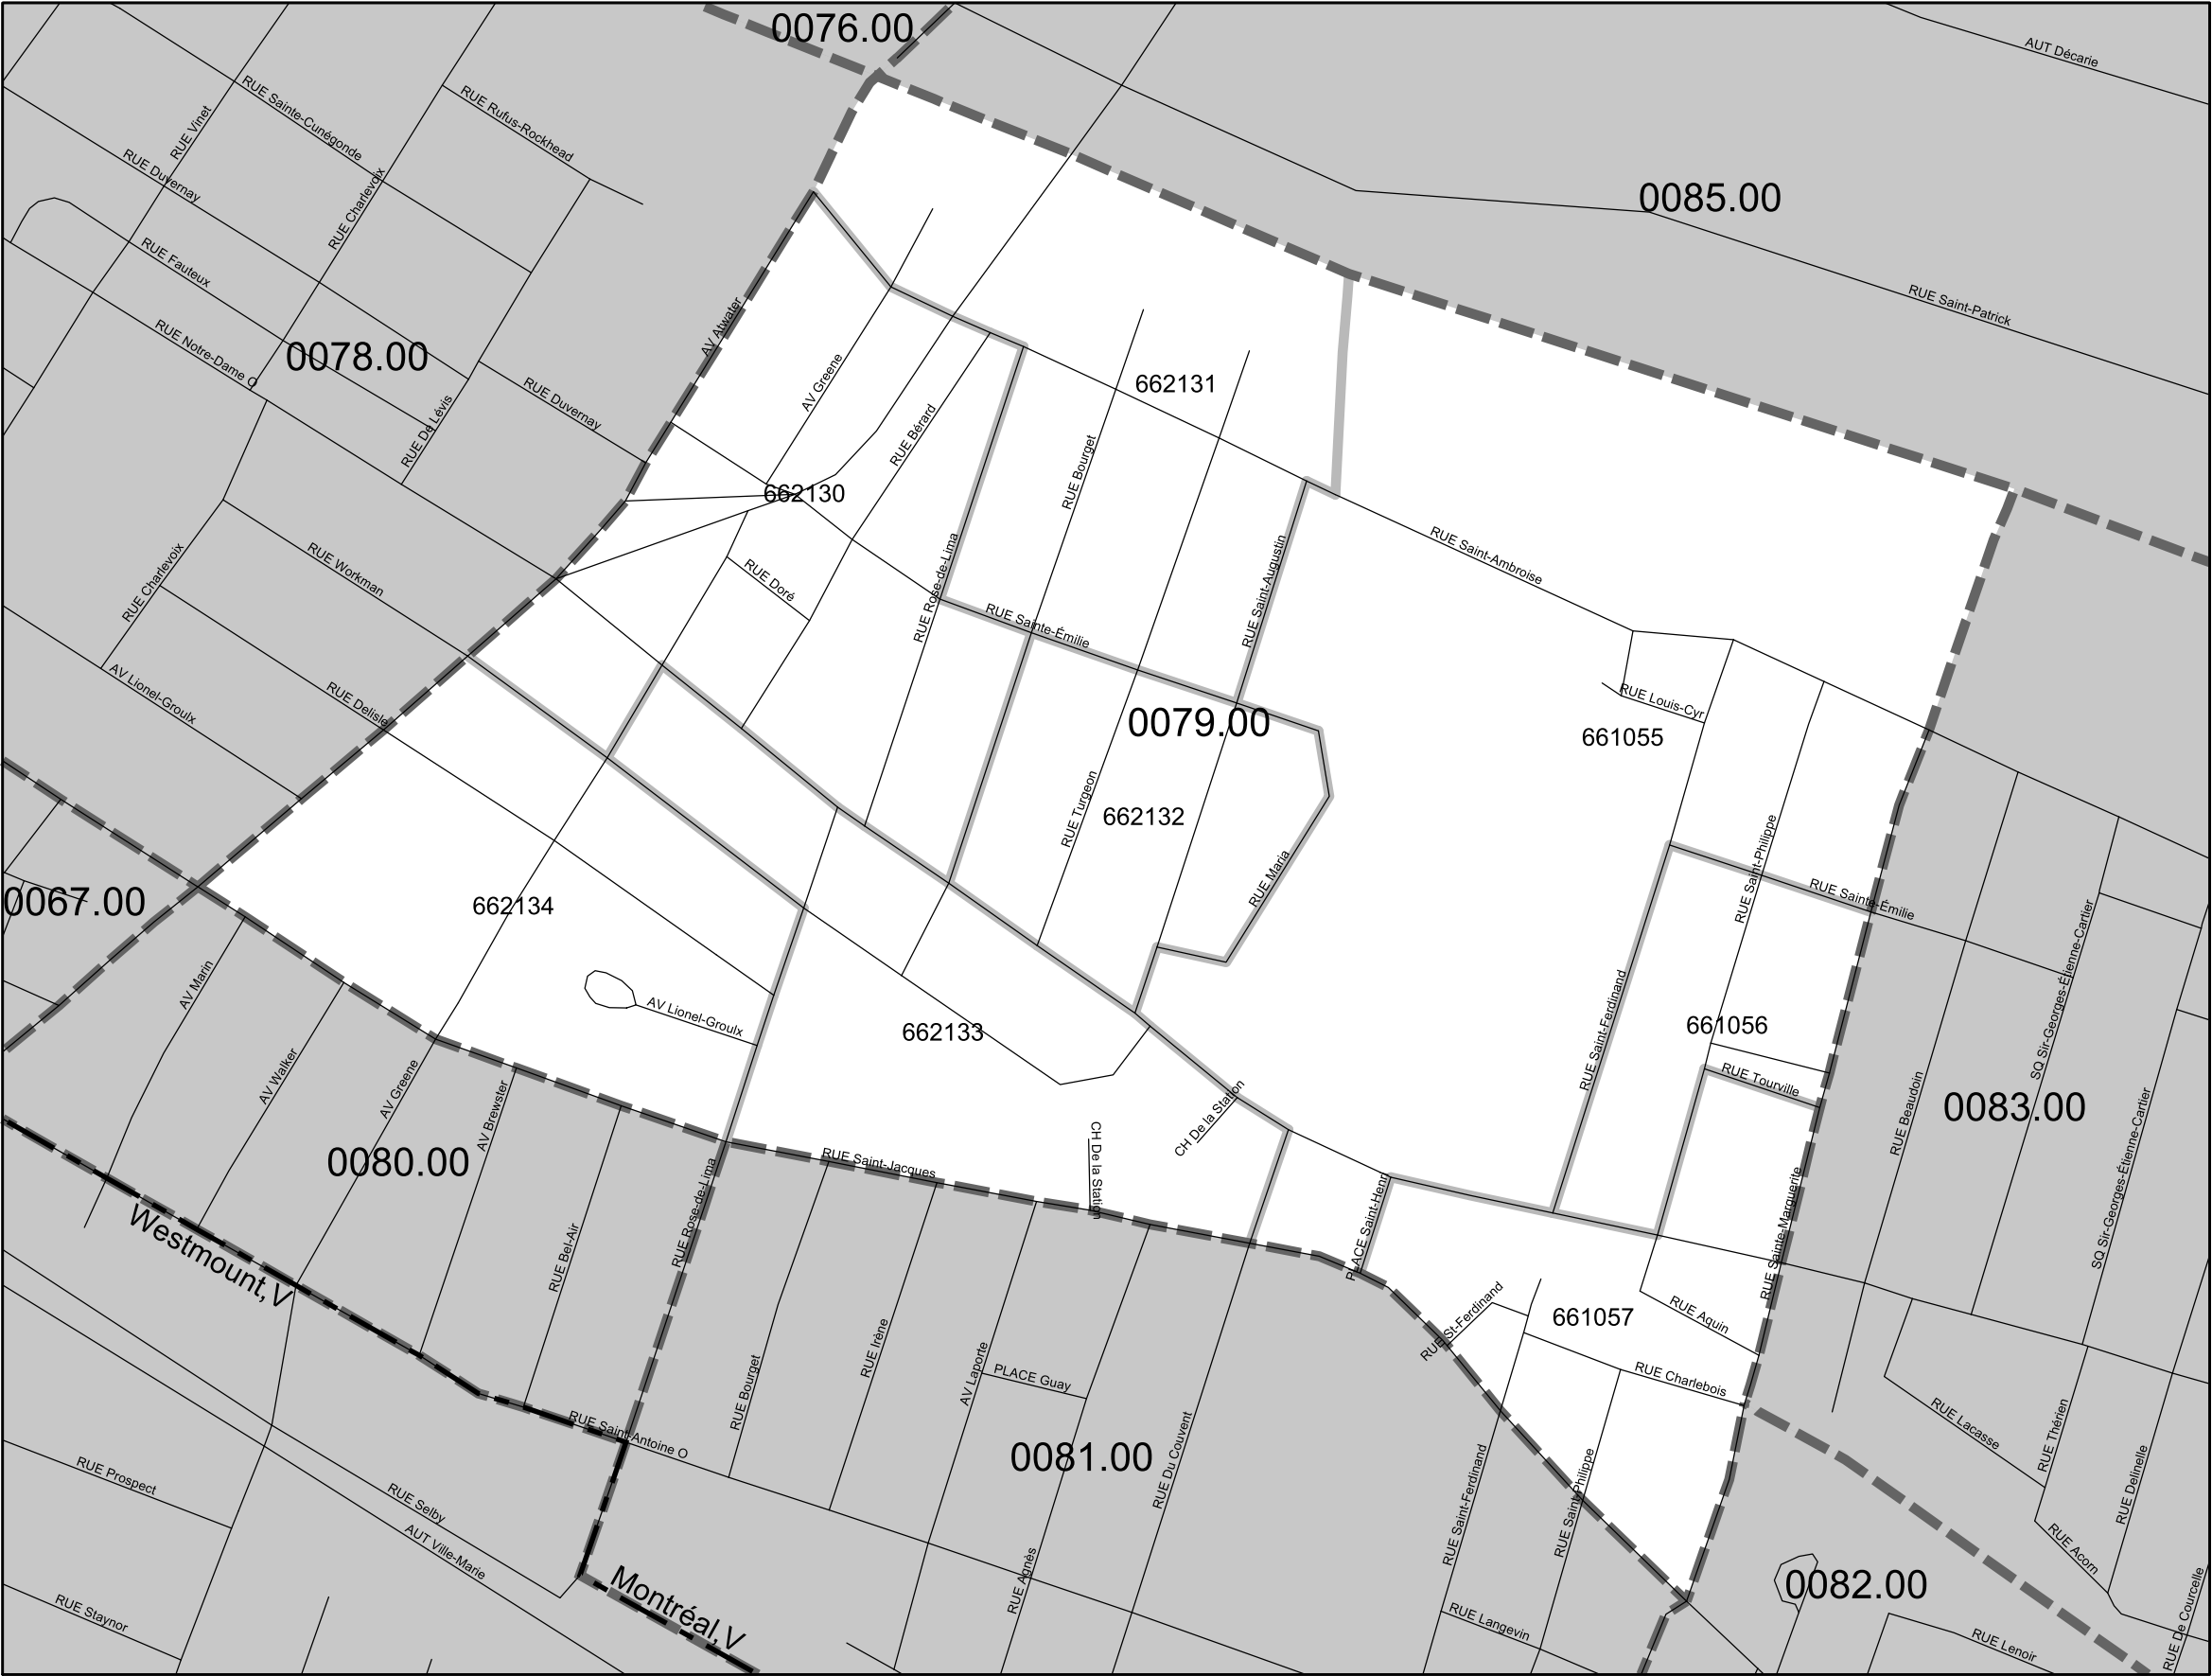 0076.00
AUT Décarie
RUE Vinet
RUE Sainte-Cunégonde
RUE Rufus-Rockhead
RUE Duvernay
RUE Charlevoix
0085.00
RUE Fauteux
RUE Saint-Patrick
AV Atwater
RUE Notre-Dame O
0078.00
AV Greene
662131
RUE De Lévis
RUE Duvernay
RUE Bérard
RUE Bourget
662130
RUE Workman
RUE Charlevoix
RUE Doré
RUE Rose-de-Lima
RUE Saint-Augustin
RUE Saint-Ambroise
RUE Sainte-Émilie
AV Lionel-Groulx
RUE Delisle
0079.00
RUE Louis-Cyr
661055
RUE Turgeon
662132
RUE Maria
RUE Saint-Philippe
0067.00
662134
RUE Sainte-Émilie
SQ Sir-Georges-Étienne-Cartier
AV Marin
AV Lionel-Groulx
662133
RUE Saint-Ferdinand
661056
RUE Tourville
AV Walker
AV Greene
AV Brewster
CH De la Station
CH De la Station
RUE Beaudoin
0083.00
SQ Sir-Georges-Étienne-Cartier
0080.00
RUE Saint-Jacques
RUE Rose-de-Lima
PLACE Saint-Henri
RUE Sainte-Marguerite
Westmount,V
RUE Bel-Air
RUE St-Ferdinand
661057
RUE Aquin
RUE Bourget
RUE Irène
AV Laporte
PLACE Guay
RUE Charlebois
RUE Saint-Antoine O
0081.00
RUE Du Couvent
RUE Lacasse
RUE Thérien
RUE Delinelle
RUE Prospect
RUE Selby
AUT Ville-Marie
RUE Saint-Ferdinand
RUE Saint-Philippe
RUE Acorn
RUE Agnès
Montréal,V
0082.00
RUE De Courcelle
RUE Staynor
RUE Langevin
RUE Lenoir